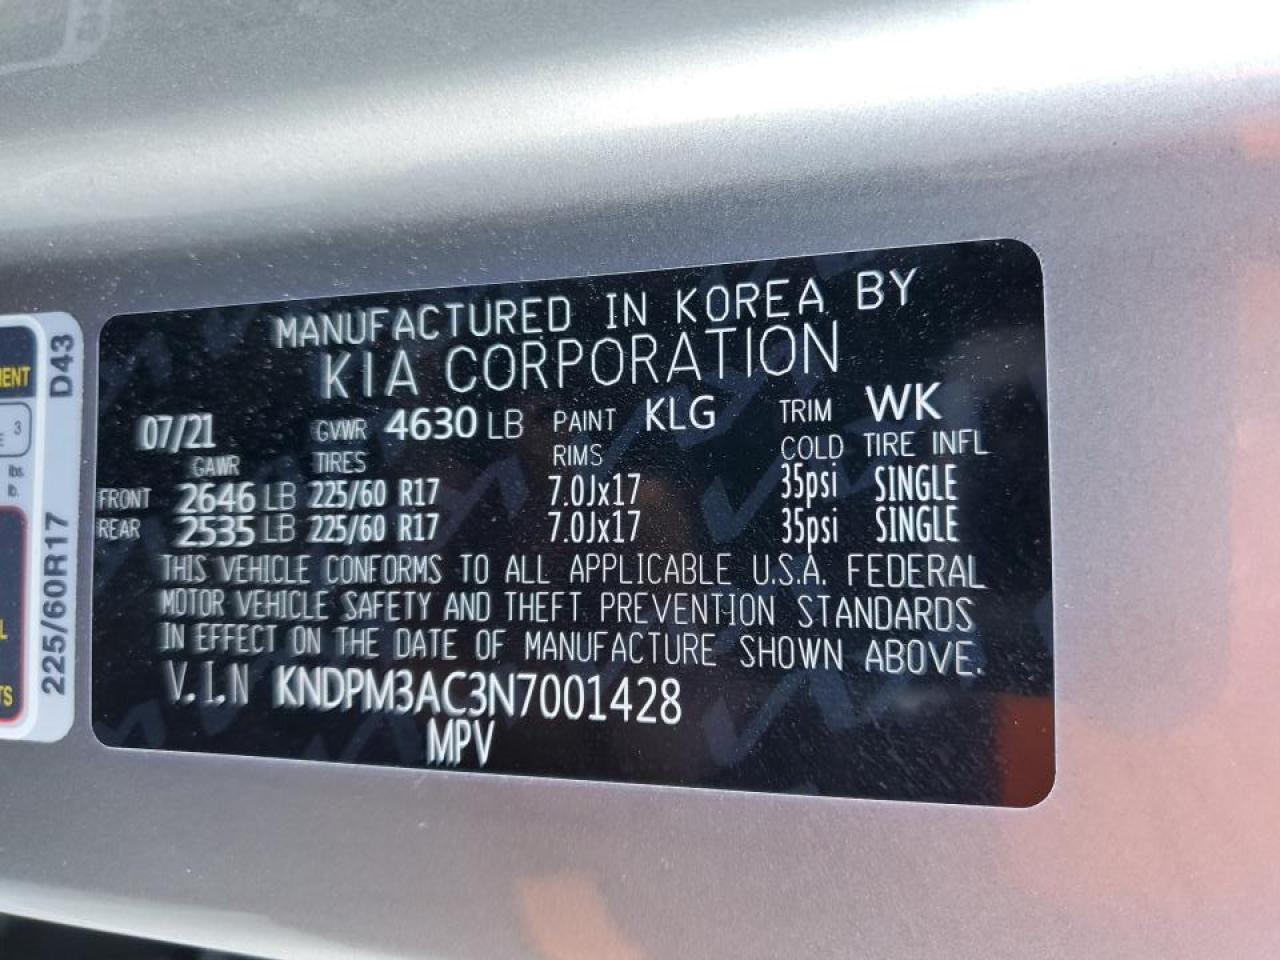 MANUFACTURED IN KOREA BY
KIA CORPORATION
07/21 GVWR 4630 LB PAINT KLG TRIM WK
GAWR TIRES RIMS COLD TIRE INFL
FRONT 2646 LB 225/60 R17 7.0Jx17 35psi SINGLE
REAR 2535 LB 225/60 R17 7.0Jx17 35psi SINGLE
THIS VEHICLE CONFORMS TO ALL APPLICABLE U.S.A. FEDERAL
MOTOR VEHICLE SAFETY AND THEFT PREVENTION STANDARDS
IN EFFECT ON THE DATE OF MANUFACTURE SHOWN ABOVE.
V.I.N KNDPM3AC3N7001428
MPV
225/60R17 D43
3
lbs.
lb.